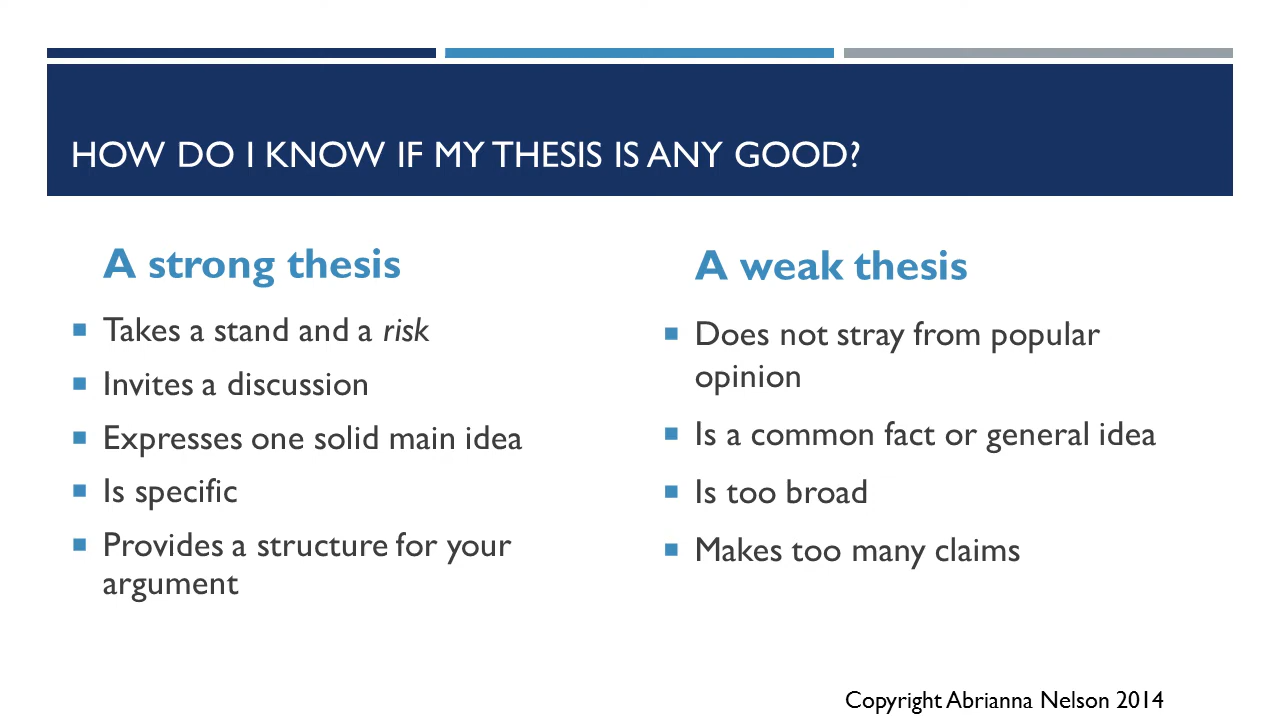 HOW DO I KNOW IF MY THESIS IS ANY GOOD?
A strong thesis
Takes a stand and a risk
Invites a discussion
Expresses one solid main idea
Is specific
Provides a structure for your
argument
A weak thesis
Does not stray from popular
opinion
Is a common fact or general idea
Is too broad
Makes too many claims
Copyright Abrianna Nelson 2014